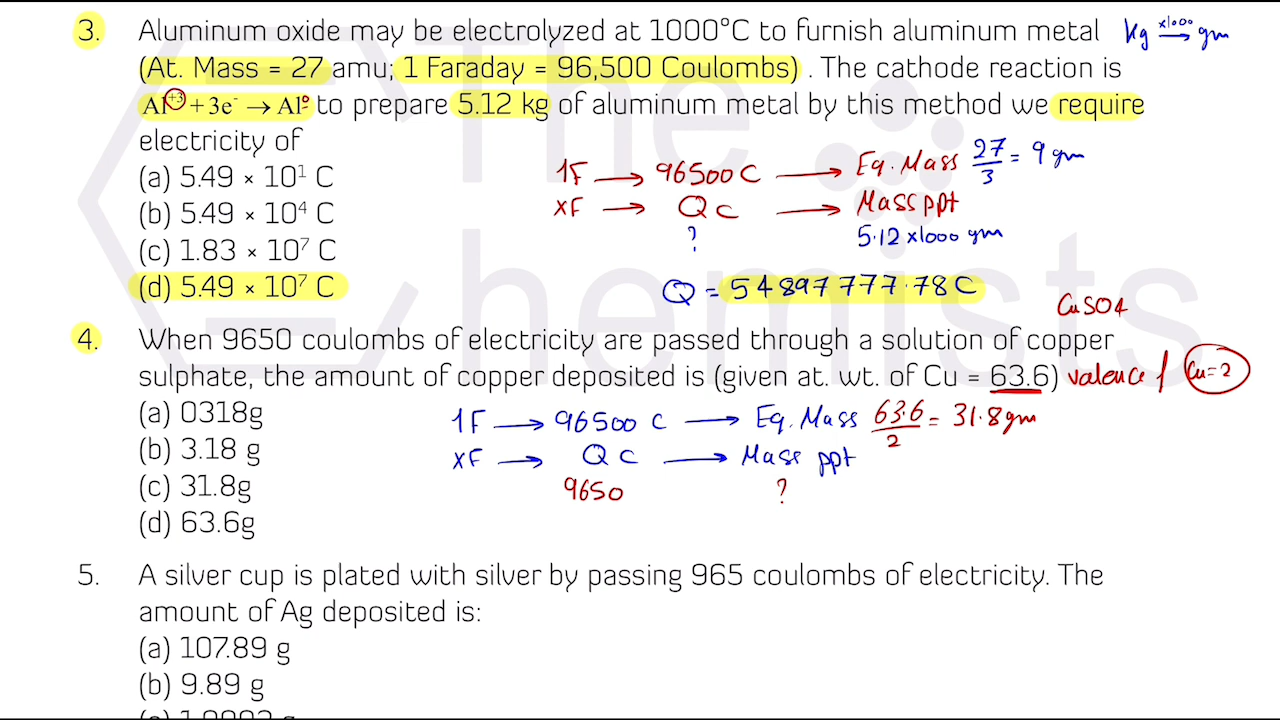 3. Aluminum oxide may be electrolyzed at 1000°C to furnish aluminum metal kg ×1000→ gm
(At. Mass = 27 amu; 1 Faraday = 96,500 Coulombs) . The cathode reaction is
Al⁺³ + 3e⁻ → Al° to prepare 5.12 kg of aluminum metal by this method we require
electricity of
(a) 5.49 × 10¹ C
(b) 5.49 × 10⁴ C
(c) 1.83 × 10⁷ C
(d) 5.49 × 10⁷ C
1F → 96500 C → Eq. Mass 27/3 = 9 gm
xF → Q C → Mass ppt
? 5.12 x1000 gm
Q = 54897777.78 C
The
Chemists
CuSO4
4. When 9650 coulombs of electricity are passed through a solution of copper
sulphate, the amount of copper deposited is (given at. wt. of Cu = 63.6) valence of Cu=2
(a) 0318g
(b) 3.18 g
(c) 31.8g
(d) 63.6g
1F → 96500 C → Eq. Mass 63.6/2 = 31.8 gm
xF → Q C → Mass ppt
9650 ?
5. A silver cup is plated with silver by passing 965 coulombs of electricity. The
amount of Ag deposited is:
(a) 107.89 g
(b) 9.89 g